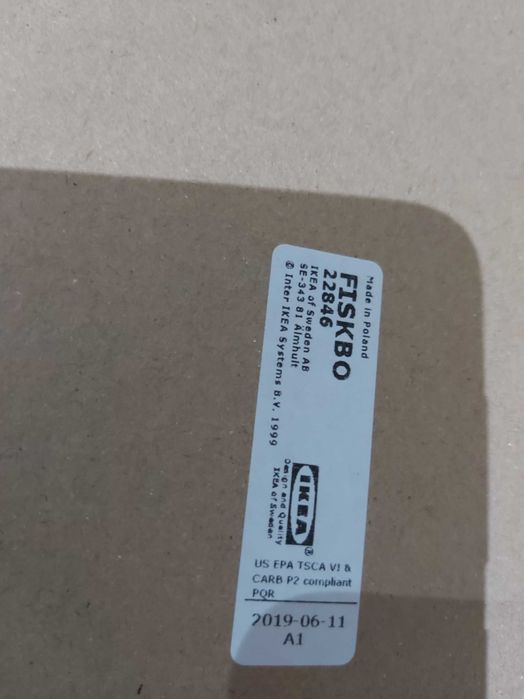 Made in Poland
FISKBO
22846
IKEA of Sweden AB
SE-343 81 Älmhult
© Inter IKEA Systems B.V. 1999
IKEA®
Design and Quality
IKEA of Sweden
US EPA TSCA VI &
CARB P2 compliant
PQR
2019-06-11
A1